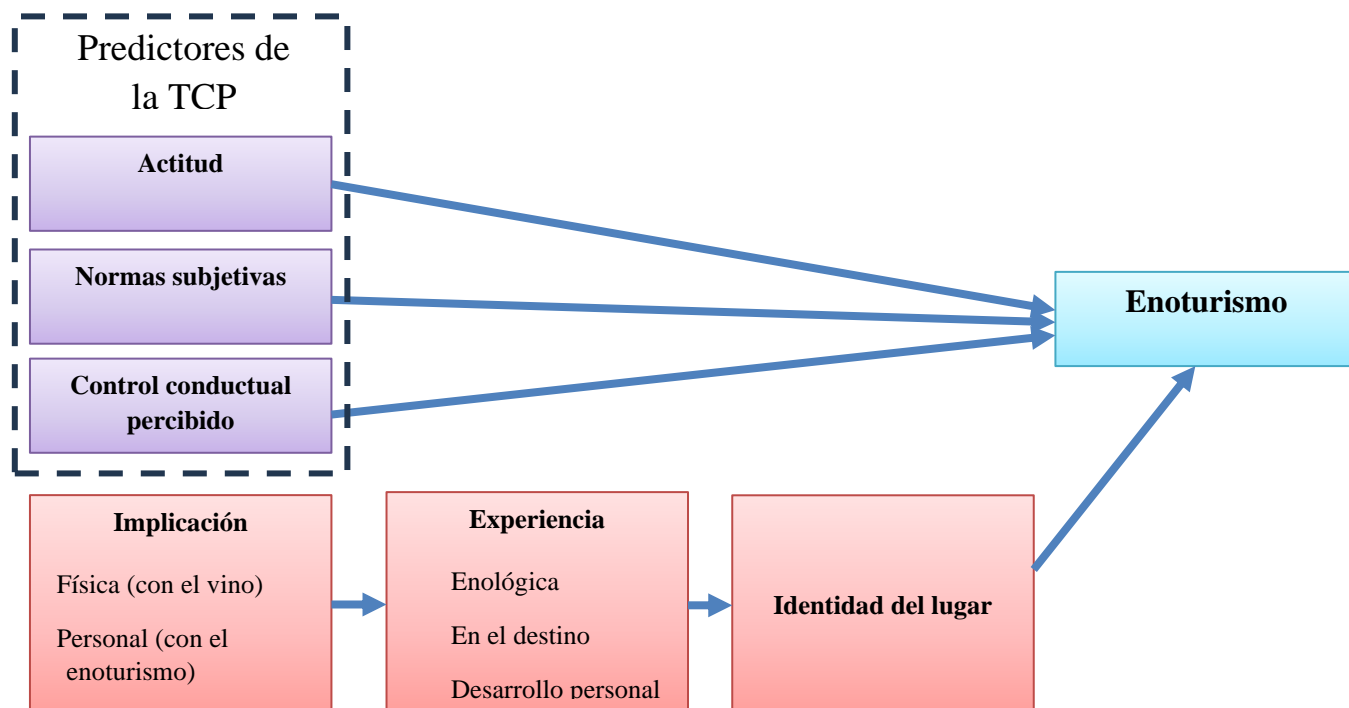 Predictores de
la TCP
Actitud
Normas subjetivas
Control conductual
percibido
Enoturismo
Implicación
Física (con el vino)
Personal (con el
enoturismo)
Experiencia
Enológica
En el destino
Desarrollo personal
Identidad del lugar